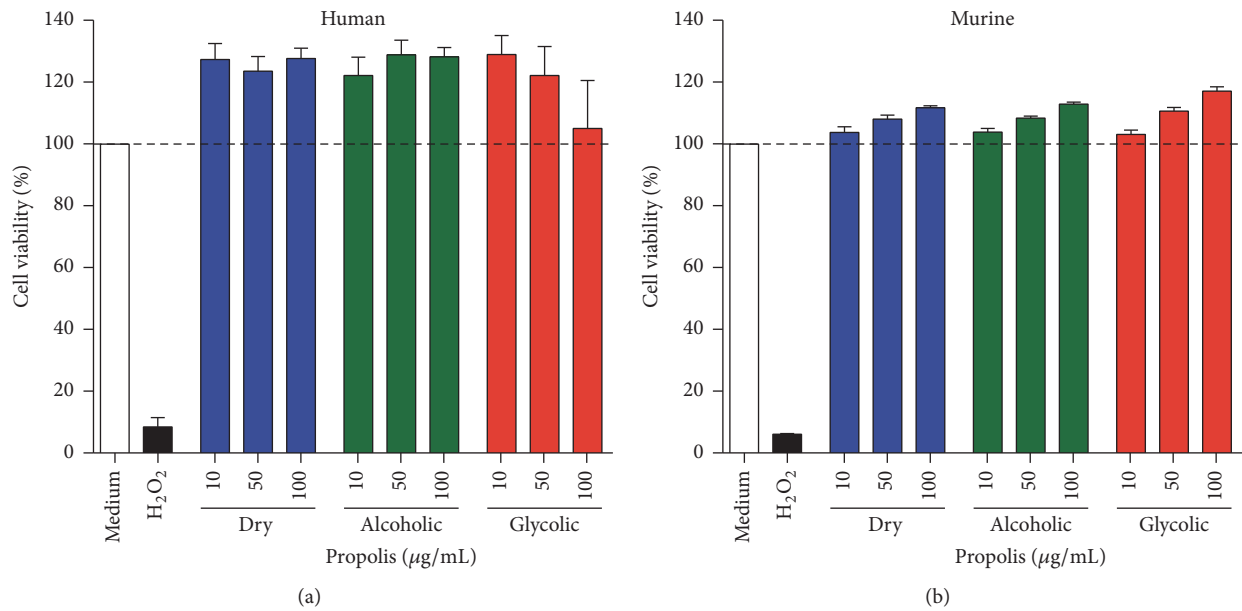 Human
140
120
100
80
60
40
20
0
Cell viability (%)
Medium
H₂O₂
10
50
100
10
50
100
10
50
100
Dry
Alcoholic
Glycolic
Propolis (μg/mL)
(a)
Murine
140
120
100
80
60
40
20
0
Cell viability (%)
Medium
H₂O₂
10
50
100
10
50
100
10
50
100
Dry
Alcoholic
Glycolic
Propolis (μg/mL)
(b)